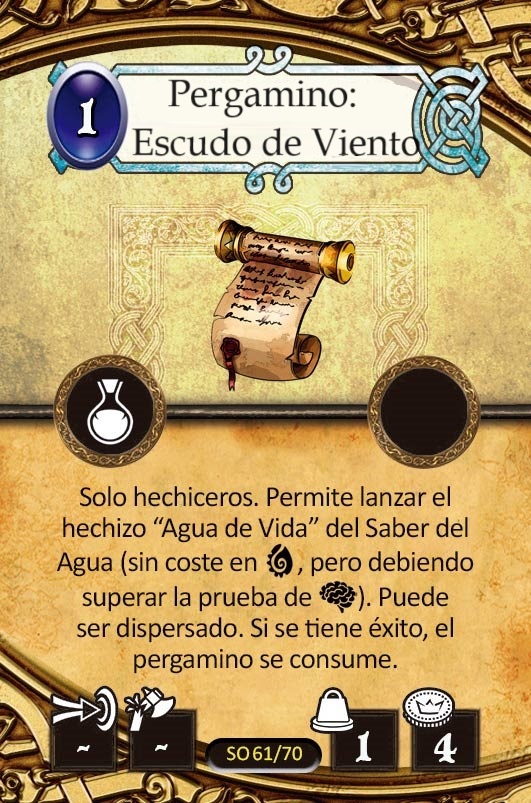 1
Pergamino:
Escudo de Viento
Solo hechiceros. Permite lanzar el
hechizo “Agua de Vida” del Saber del
Agua (sin coste en , pero debiendo
superar la prueba de ). Puede
ser dispersado. Si se tiene éxito, el
pergamino se consume.
~ ~ SO 61/70 1 4